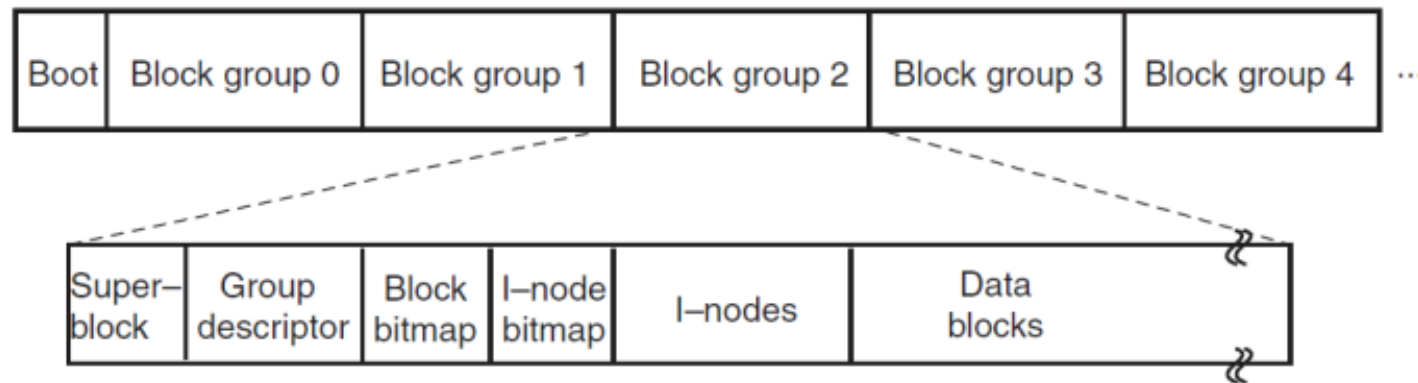 Boot Block group 0 Block group 1 Block group 2 Block group 3 Block group 4 ...
Super– Group Block I–node I–nodes Data
block descriptor bitmap bitmap blocks